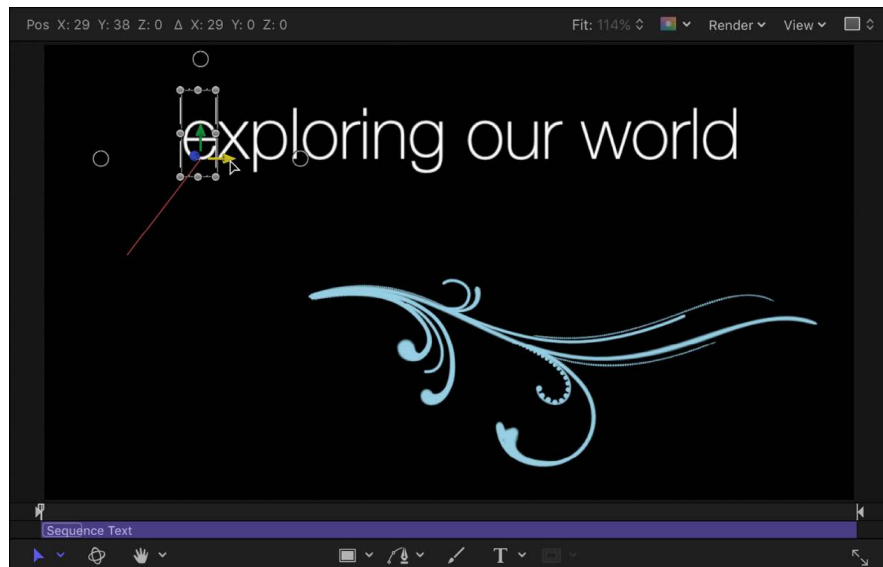 Pos X: 29 Y: 38 Z: 0 Δ X: 29 Y: 0 Z: 0 Fit: 114% Render View
exploring our world
Sequence Text
T